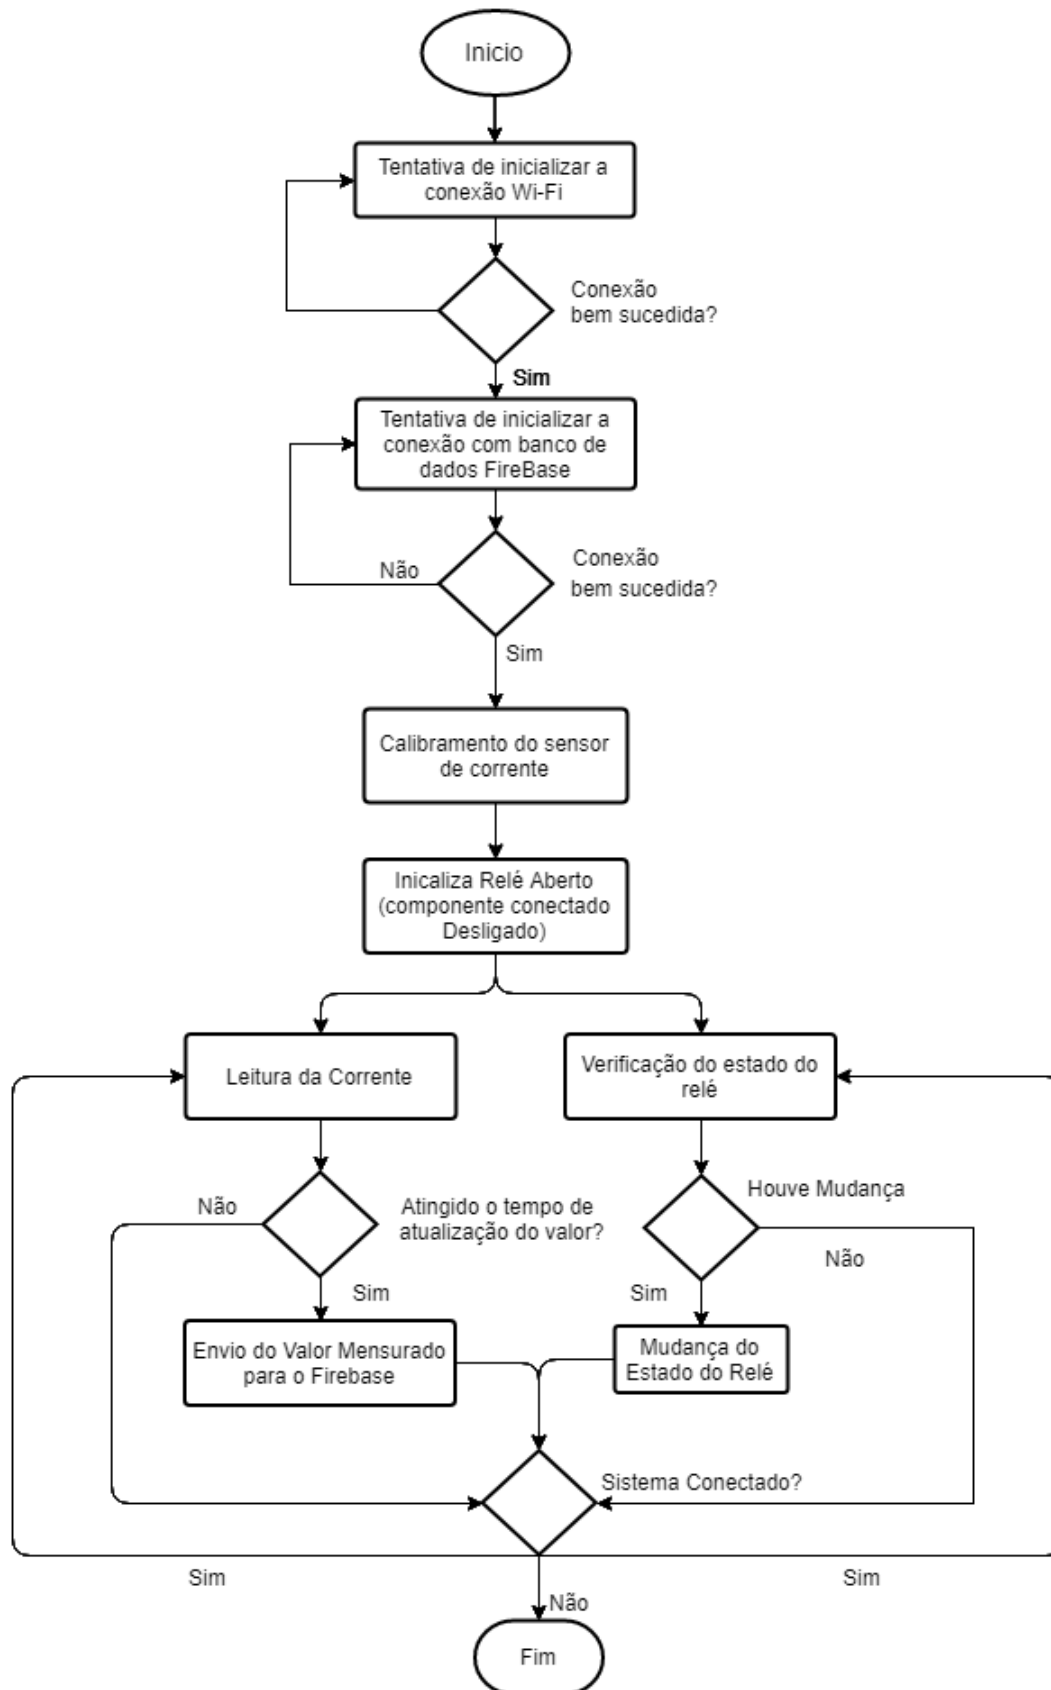 Inicio
Tentativa de inicializar a
conexão Wi-Fi
Conexão
bem sucedida?
Sim
Tentativa de inicializar a
conexão com banco de
dados FireBase
Não
Conexão
bem sucedida?
Sim
Calibramento do sensor
de corrente
Inicaliza Relé Aberto
(componente conectado
Desligado)
Leitura da Corrente
Verificação do estado do
relé
Não
Atingido o tempo de
atualização do valor?
Houve Mudança
Não
Sim
Sim
Envio do Valor Mensurado
para o Firebase
Mudança do
Estado do Relé
Sistema Conectado?
Sim
Sim
Não
Fim